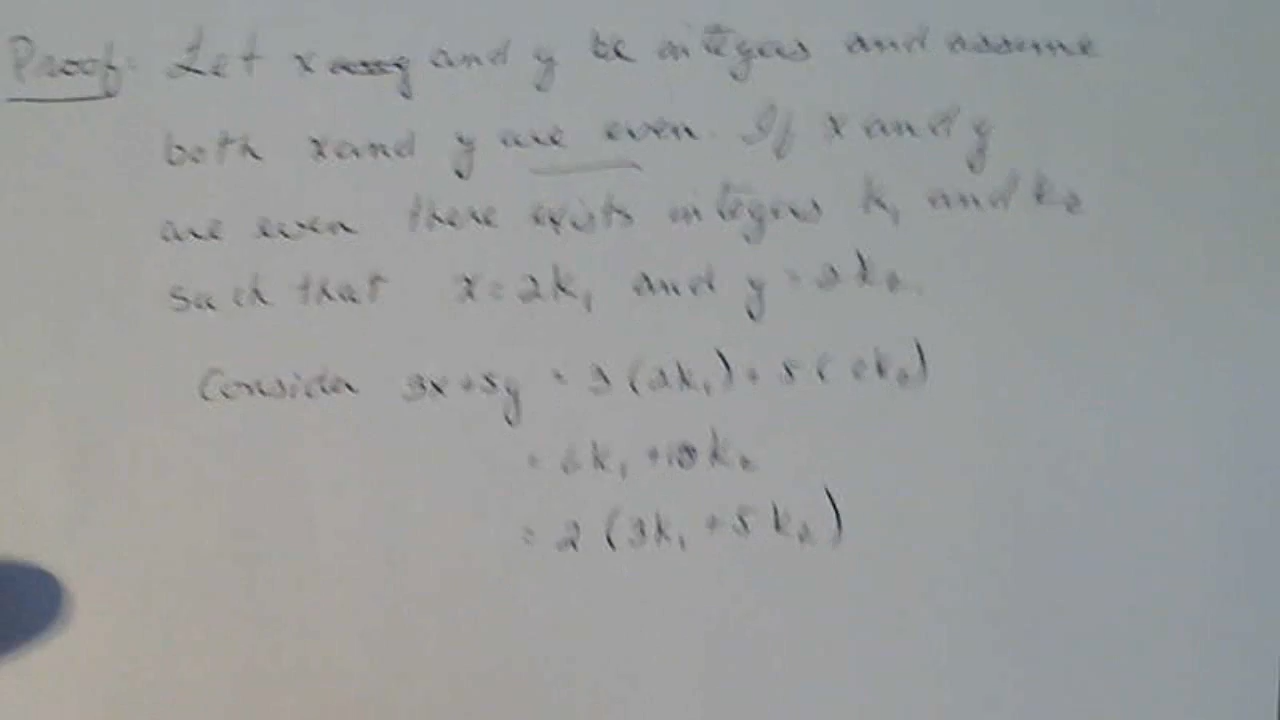 Proof: Let x and y be integers and assume
both x and y are even. If x and y
are even there exists integers k₁ and k₂
such that x = 2k₁ and y = 2k₂.
Consider 3x + 5y = 3(2k₁) + 5(2k₂)
= 6k₁ + 10k₂
= 2(3k₁ + 5k₂)